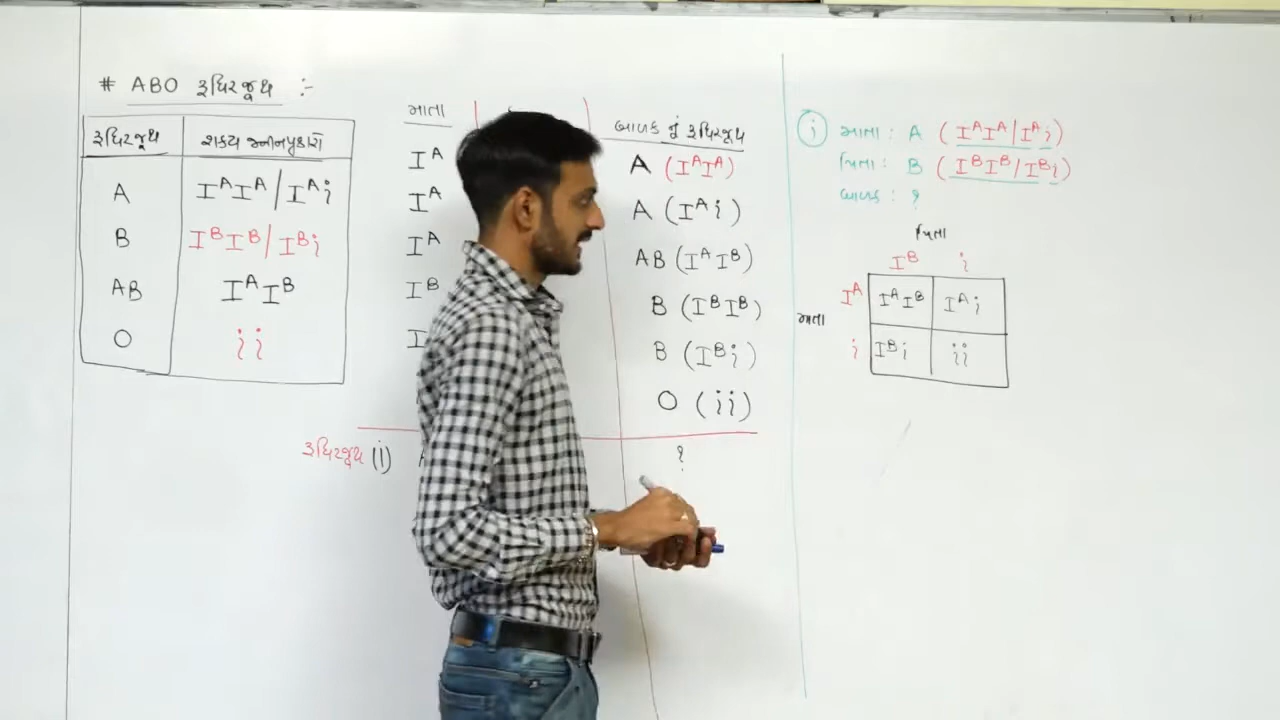 # ABO રુધિરજૂથ :-
રુધિરજૂથ શક્ય જનીનપ્રકારો
A IᴬIᴬ / Iᴬi
B IᴮIᴮ / Iᴮi
AB IᴬIᴮ
O ii
માતા બાળક નું રુધિરજૂથ
Iᴬ A (IᴬIᴬ)
Iᴬ A (Iᴬi)
Iᴬ AB (IᴬIᴮ)
Iᴮ B (IᴮIᴮ)
B (Iᴮi)
O (ii)
રુધિરજૂથ (i) ?
(i) માતા : A (IᴬIᴬ / Iᴬi)
પિતા : B (IᴮIᴮ / Iᴮi)
બાળક : ?
પિતા
Iᴮ i
Iᴬ IᴬIᴮ Iᴬi
માતા
i Iᴮi ii